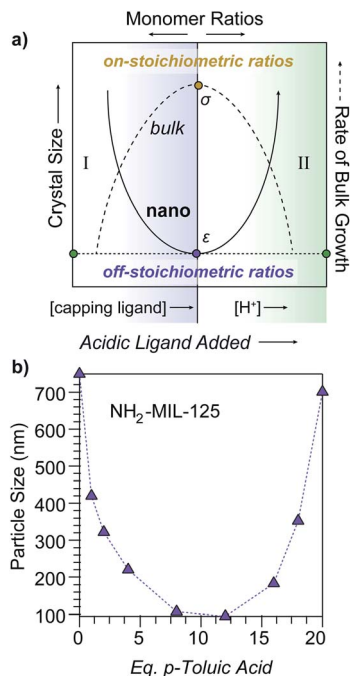 Monomer Ratios
a)
on-stoichiometric ratios
σ
bulk
I
II
nano
ε
off-stoichiometric ratios
Crystal Size
Rate of Bulk Growth
[capping ligand]
[H⁺]
Acidic Ligand Added
b)
NH₂-MIL-125
700
600
500
400
300
200
100
Particle Size (nm)
0 5 10 15 20
Eq. p-Toluic Acid